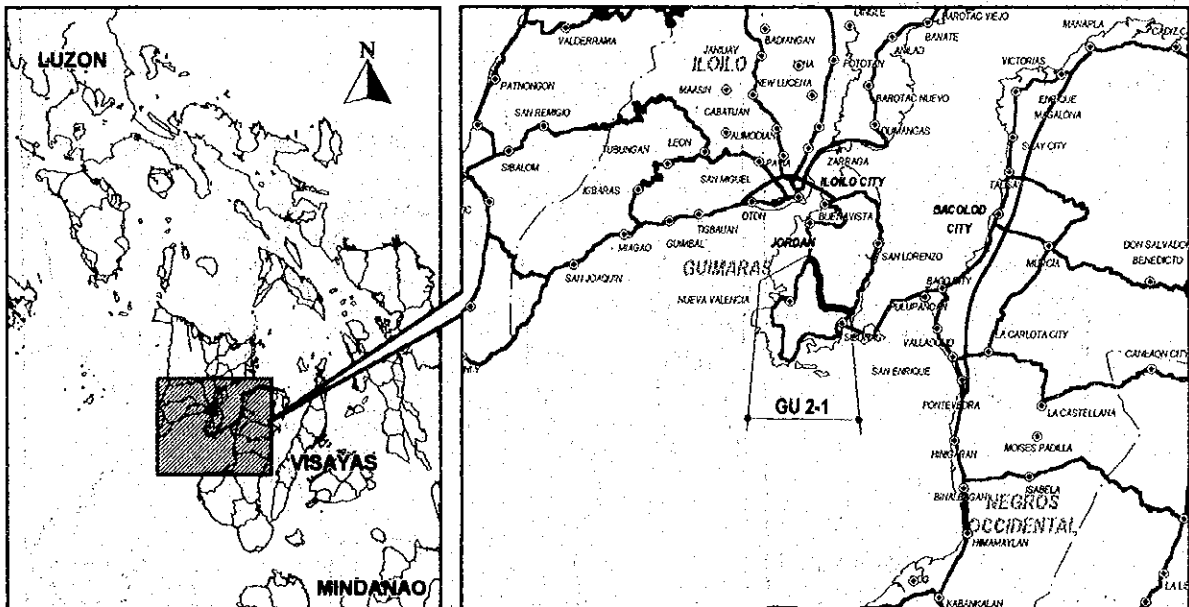 LUZON
N
VISAYAS
MINDANAO
VALDERRAMA
BADIANGAN
DINGLE
BAROTAC VIEJO
BANATE
MANAPLA
JANIUAY
ILOILO
ANILAO
POTOTAN
VICTORIAS
PATNONGON
MAASIN
NEW LUCENA
BAROTAC NUEVO
ENRIQUE
MAGALONA
SAN REMIGIO
CABATUAN
ALIMODIAN
DUMANGAS
LEON
TUBUNGAN
SIBALOM
PAVIA
ZARRAGA
SAN MIGUEL
ILOILO CITY
IGBARAS
OTON
BUENAVISTA
BACOLOD
CITY
TIGBAUAN
GUIMBAL
MIAGAO
JORDAN
SAN LORENZO
MURCIA
DON SALVADOR
BENEDICTO
SAN JOAQUIN
GUIMARAS
NUEVA VALENCIA
BAGO CITY
PULUPANDAN
SIBUNAG
VALLADOLID
LA CARLOTA CITY
SAN ENRIQUE
CANLAON CITY
GU 2-1
PONTEVEDRA
LA CASTELLANA
MOISES PADILLA
HINIGARAN
ISABELA
BINALBAGAN
NEGROS
OCCIDENTAL
HIMAMAYLAN
KABANKALAN